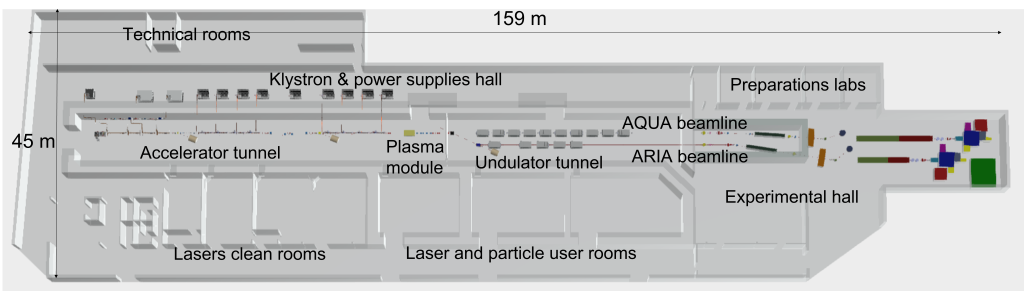 159 m
Technical rooms
Klystron & power supplies hall
Preparations labs
AQUA beamline
45 m
Accelerator tunnel
Plasma
module
Undulator tunnel
ARIA beamline
Experimental hall
Lasers clean rooms
Laser and particle user rooms